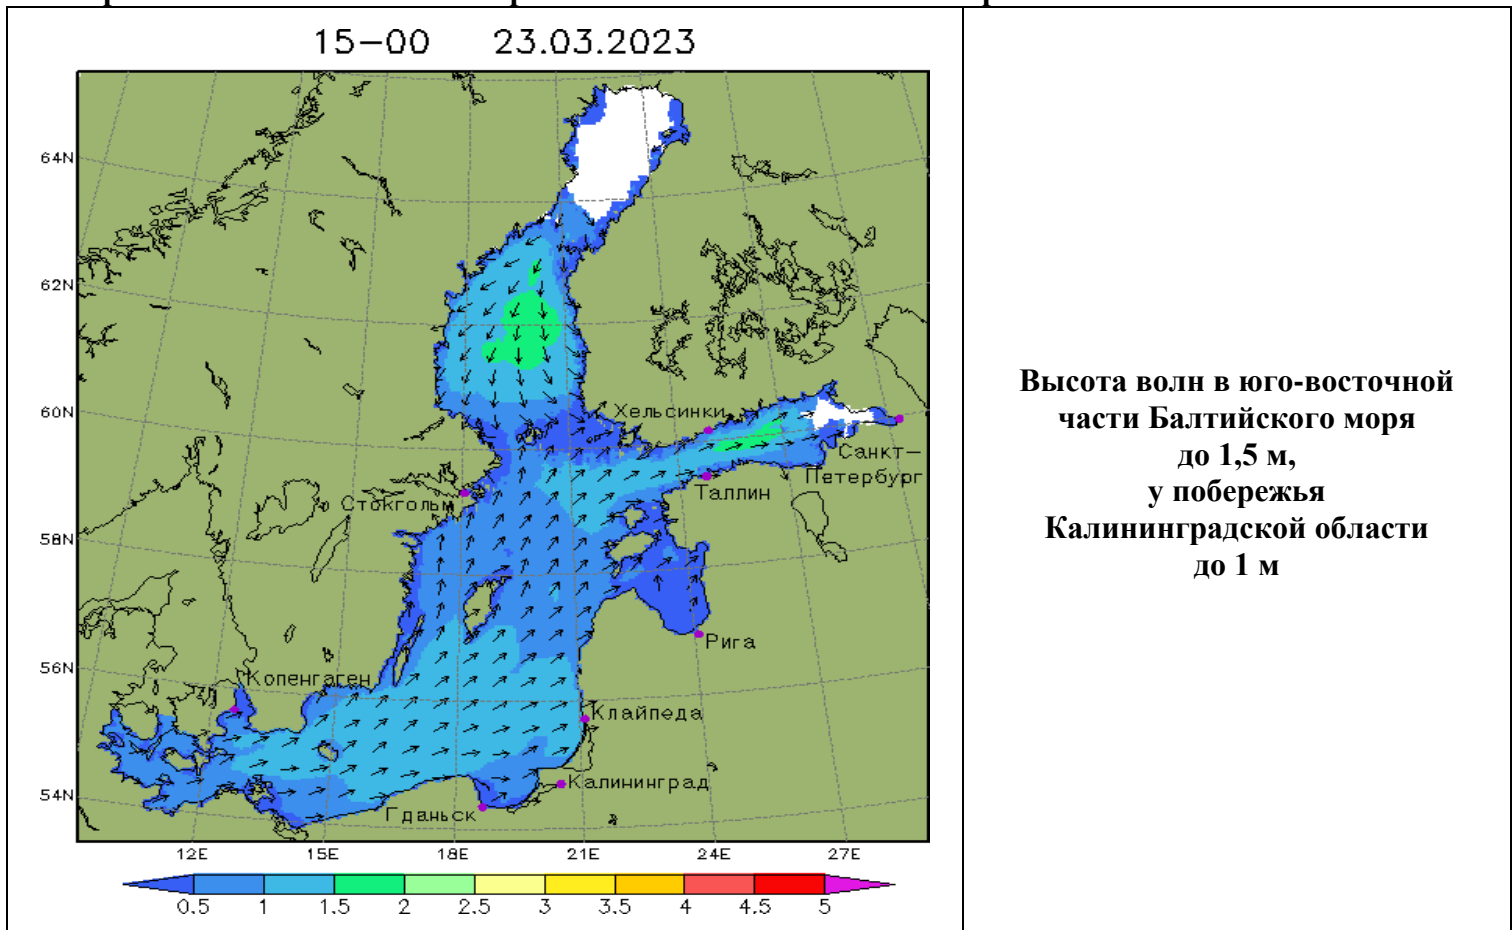 15-00 23.03.2023
64N
62N
60N
58N
56N
54N
Хельсинки
Санкт-
Петербург
Таллин
Стокгольм
Рига
Копенгаген
Клайпеда
Калининград
Гданьск
12E 15E 18E 21E 24E 27E
0.5 1 1.5 2 2.5 3 3.5 4 4.5 5
Высота волн в юго-восточной
части Балтийского моря
до 1,5 м,
у побережья
Калининградской области
до 1 м